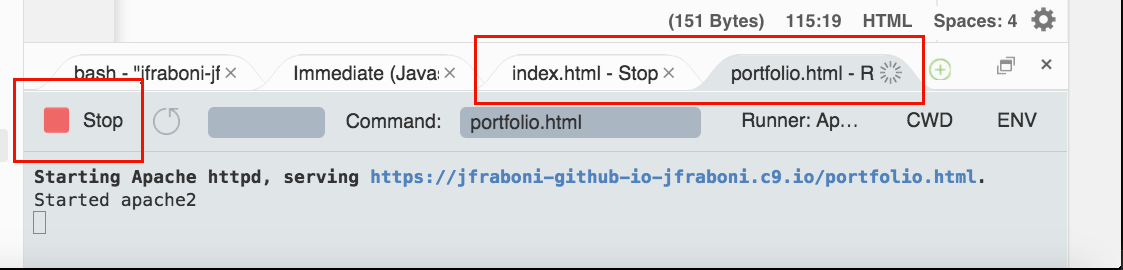 (151 Bytes) 115:19 HTML Spaces: 4
bash - "jfraboni-jf Immediate (Javas index.html - Stop portfolio.html - R
Stop Command: portfolio.html Runner: Ap... CWD ENV
Starting Apache httpd, serving https://jfraboni-github-io-jfraboni.c9.io/portfolio.html.
Started apache2